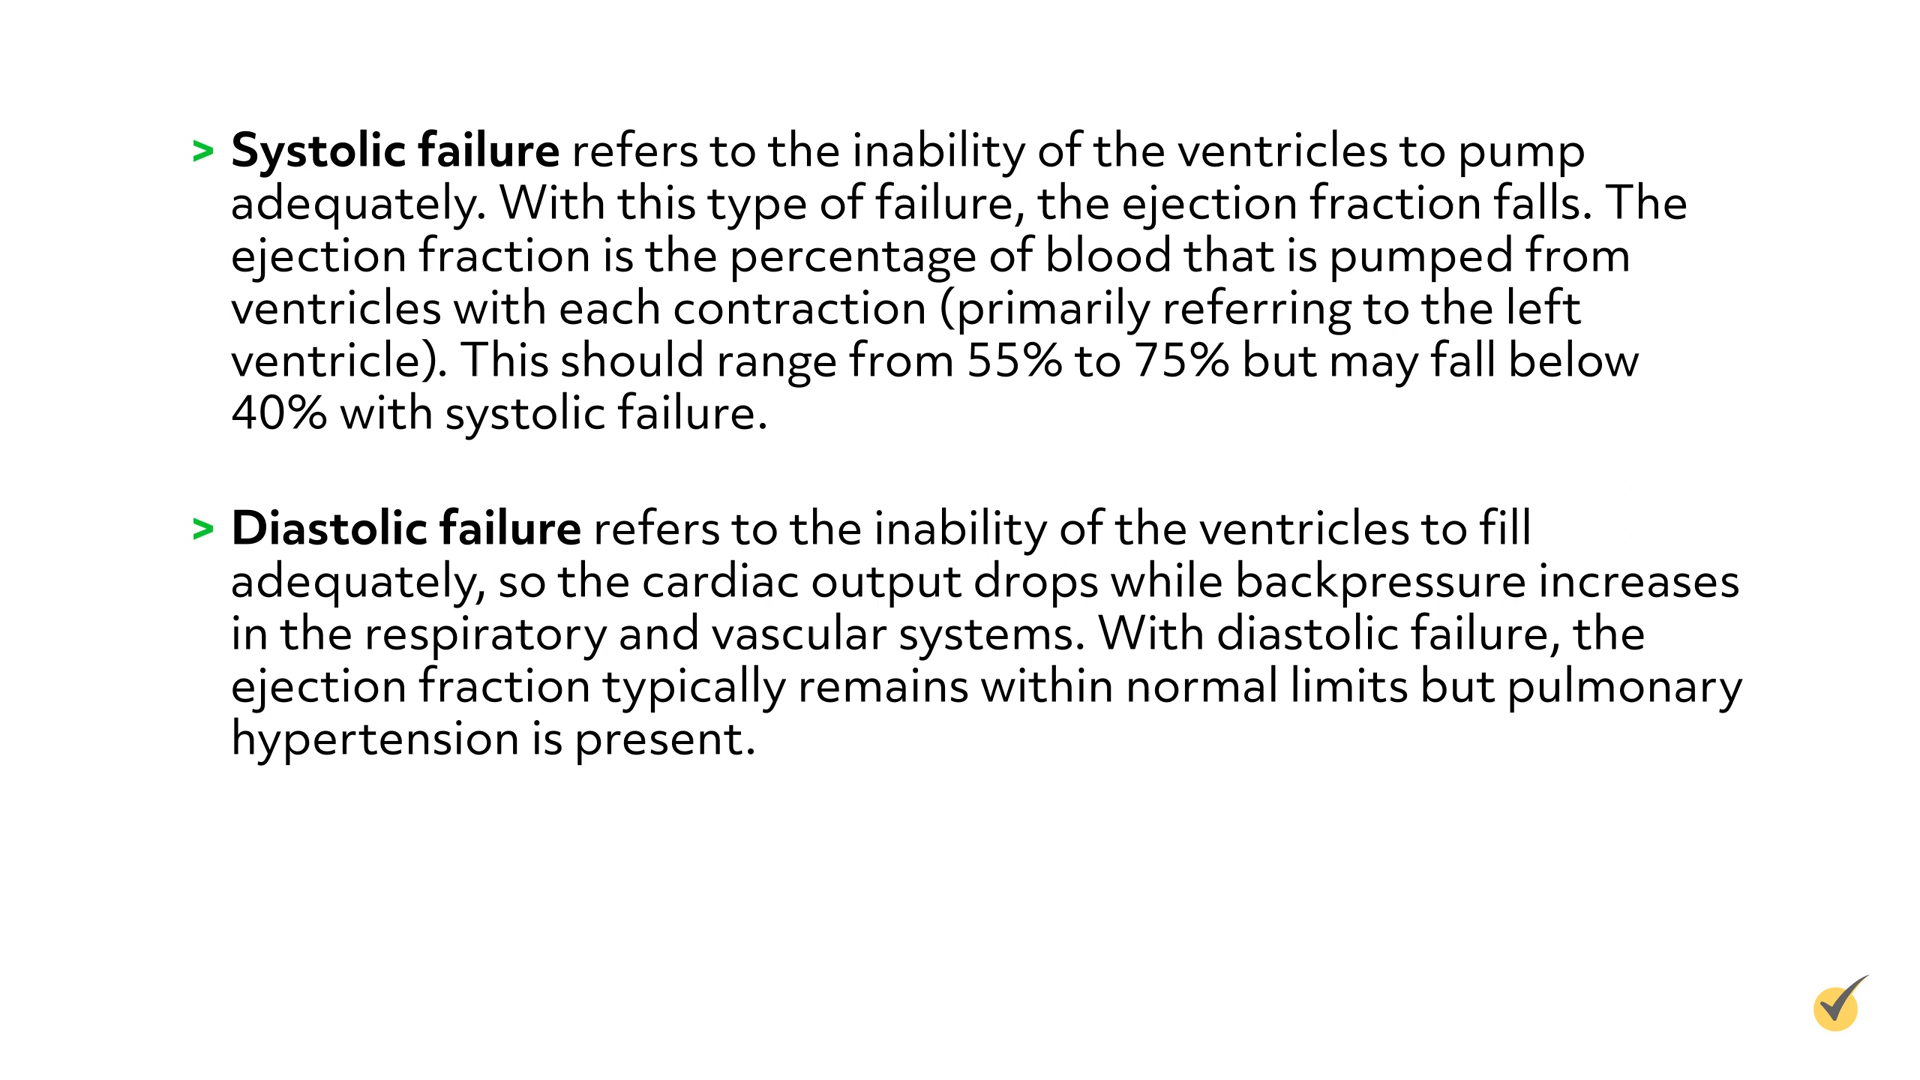 > Systolic failure refers to the inability of the ventricles to pump
adequately. With this type of failure, the ejection fraction falls. The
ejection fraction is the percentage of blood that is pumped from
ventricles with each contraction (primarily referring to the left
ventricle). This should range from 55% to 75% but may fall below
40% with systolic failure.
> Diastolic failure refers to the inability of the ventricles to fill
adequately, so the cardiac output drops while backpressure increases
in the respiratory and vascular systems. With diastolic failure, the
ejection fraction typically remains within normal limits but pulmonary
hypertension is present.